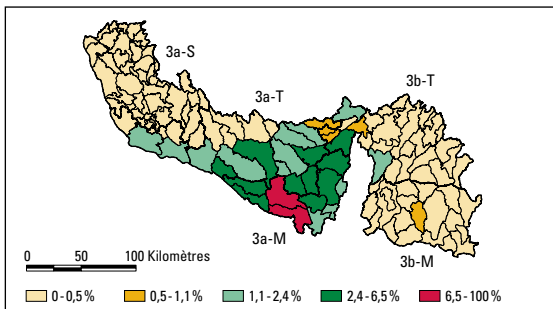 3a-S
3a-T
3b-T
3a-M
3b-M
0 50 100 Kilomètres
0 - 0,5 % 0,5 - 1,1 % 1,1 - 2,4 % 2,4 - 6,5 % 6,5 - 100 %